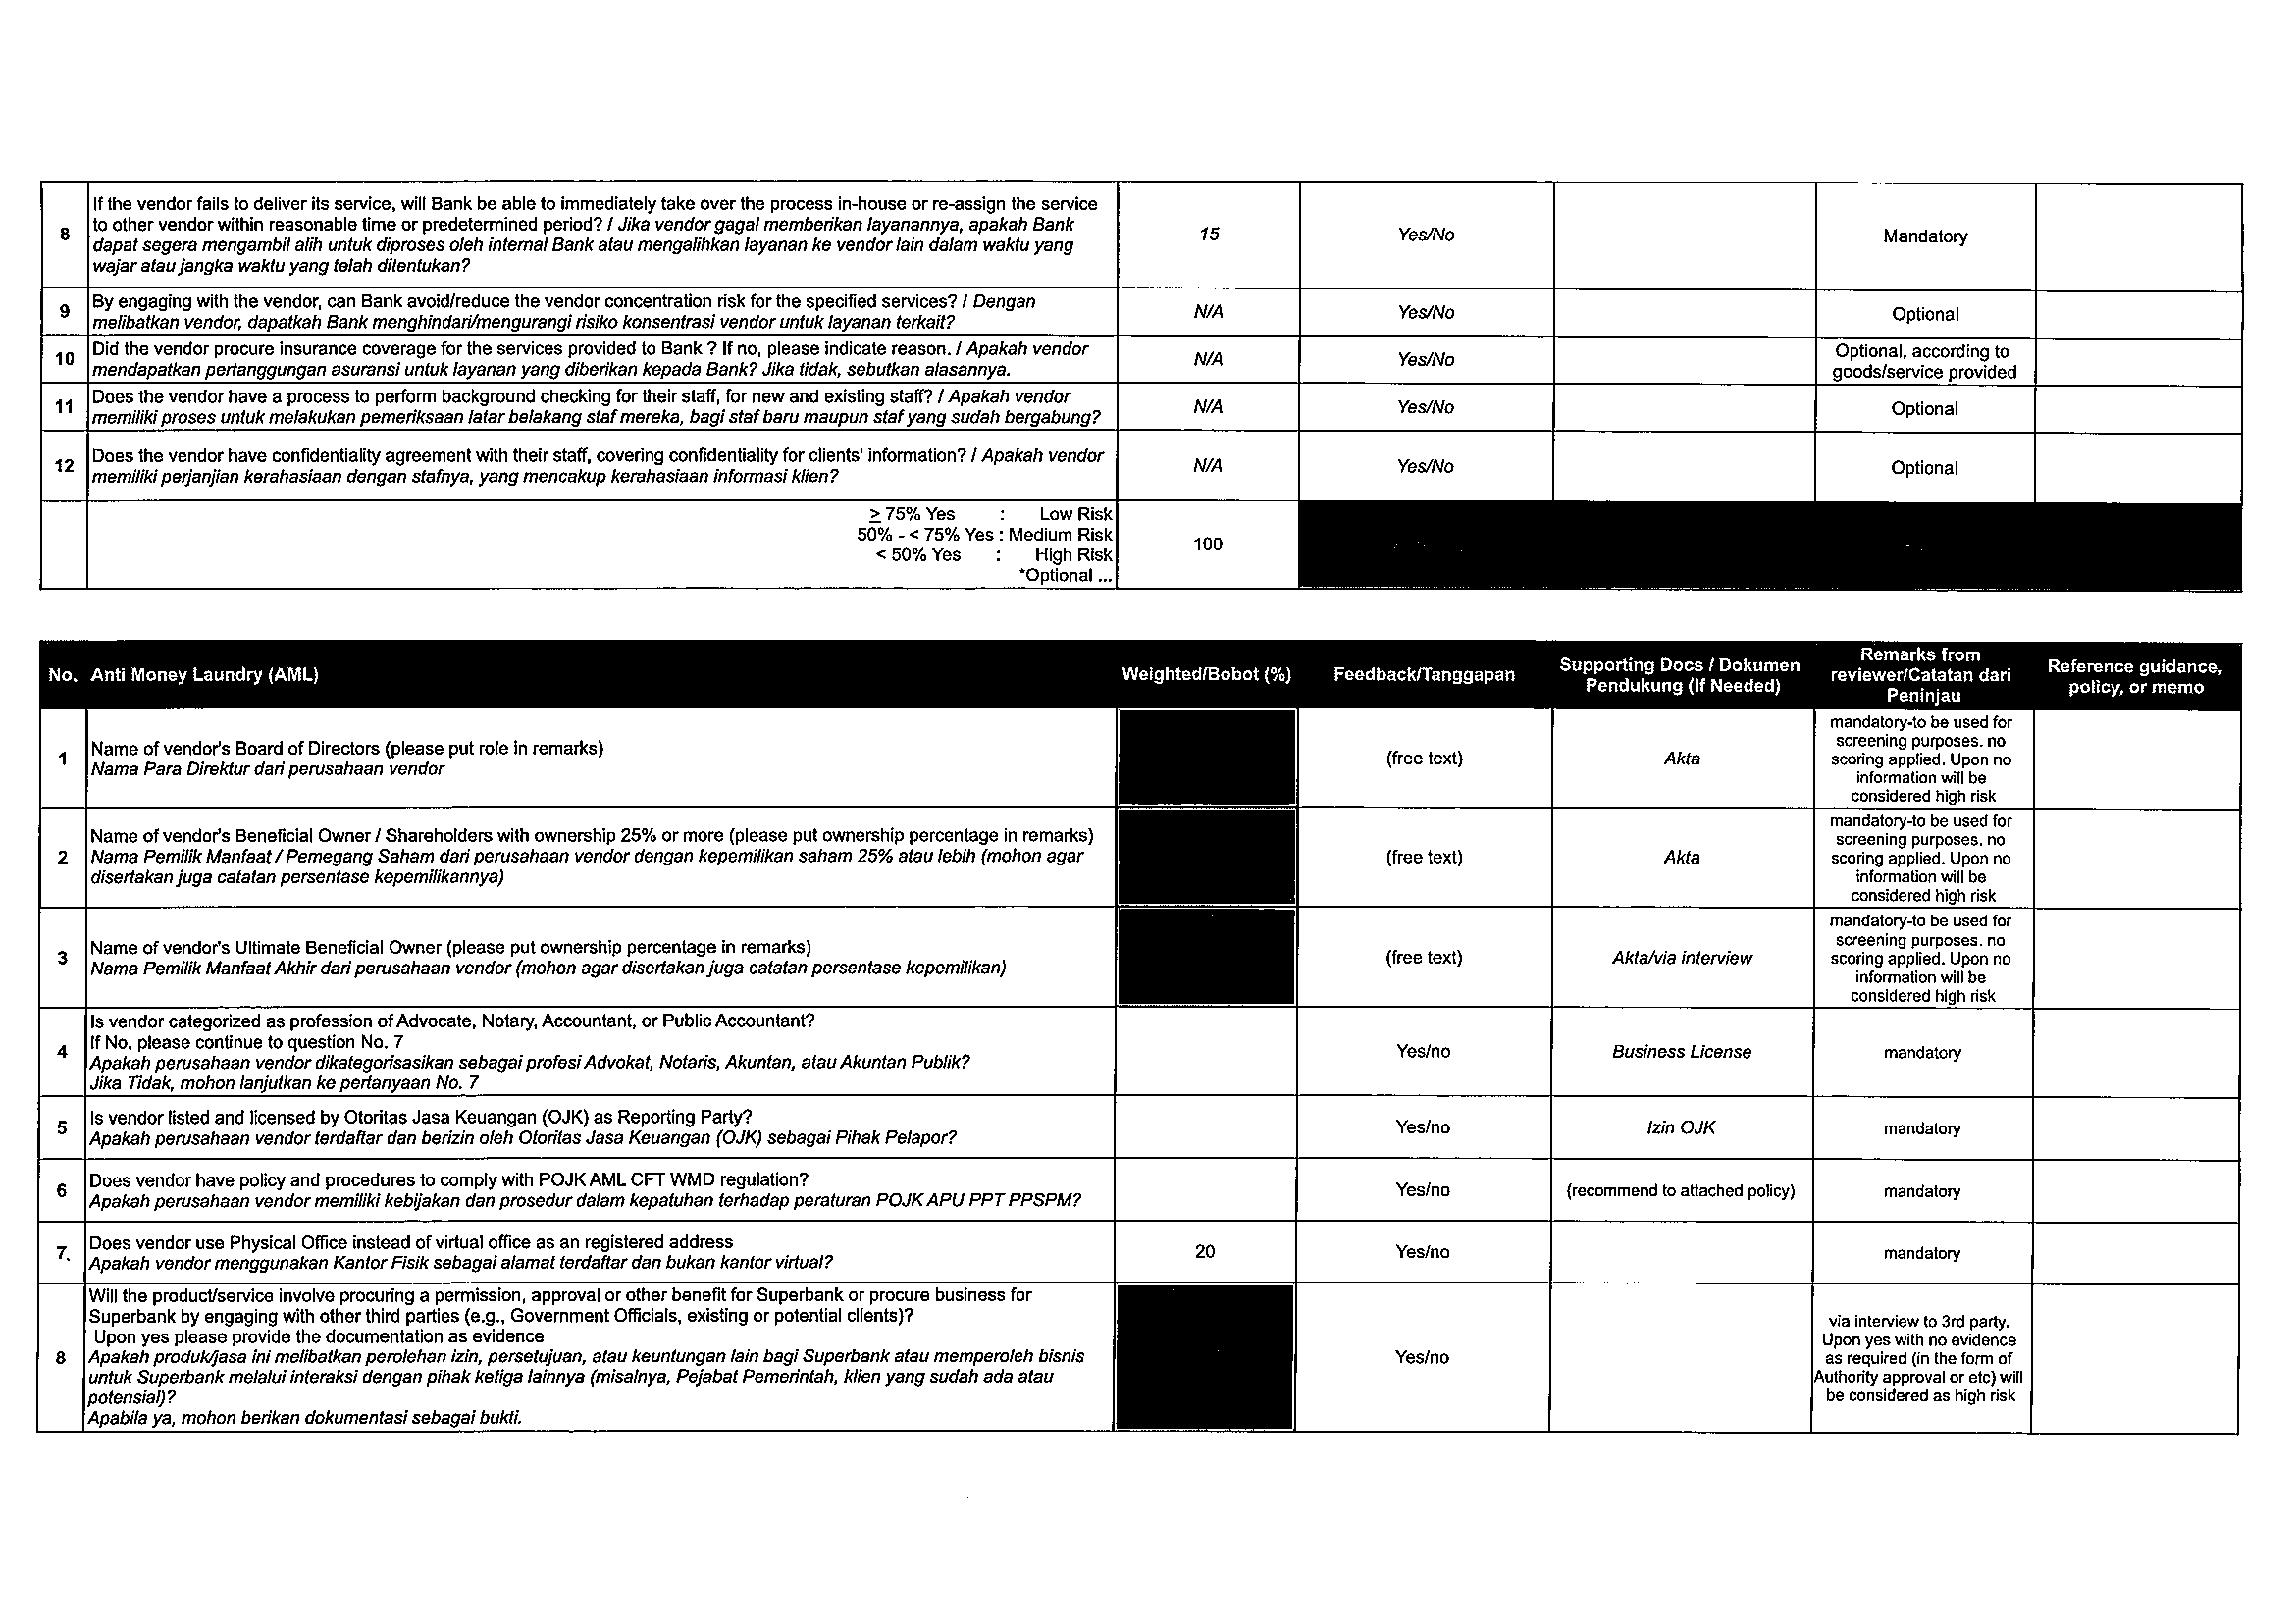 8
If the vendor fails to deliver its service, will Bank be able to immediately take over the process in-house or re-assign the service
to other vendor within reasonable time or predetermined period? / Jika vendor gagal memberikan layanannya, apakah Bank
dapat segera mengambil alih untuk diproses oleh internal Bank atau mengalihkan layanan ke vendor lain dalam waktu yang
wajar atau jangka waktu yang telah ditentukan?
15
Yes/No
Mandatory
9
By engaging with the vendor, can Bank avoid/reduce the vendor concentration risk for the specified services? / Dengan
melibatkan vendor, dapatkah Bank menghindari/mengurangi risiko konsentrasi vendor untuk layanan terkait?
N/A
Yes/No
Optional
10
Did the vendor procure insurance coverage for the services provided to Bank ? If no, please indicate reason. / Apakah vendor
mendapatkan pertanggungan asuransi untuk layanan yang diberikan kepada Bank? Jika tidak, sebutkan alasannya.
N/A
Yes/No
Optional, according to
goods/service provided
11
Does the vendor have a process to perform background checking for their staff, for new and existing staff? / Apakah vendor
memiliki proses untuk melakukan pemeriksaan latar belakang staf mereka, bagi staf baru maupun staf yang sudah bergabung?
N/A
Yes/No
Optional
12
Does the vendor have confidentiality agreement with their staff, covering confidentiality for clients' information? / Apakah vendor
memiliki perjanjian kerahasiaan dengan stafnya, yang mencakup kerahasiaan informasi klien?
N/A
Yes/No
Optional
≥ 75% Yes : Low Risk
50% - < 75% Yes : Medium Risk
< 50% Yes : High Risk
*Optional ...
100
No. Anti Money Laundry (AML)
Weighted/Bobot (%)
Feedback/Tanggapan
Supporting Docs / Dokumen
Pendukung (If Needed)
Remarks from
reviewer/Catatan dari
Peninjau
Reference guidance,
policy, or memo
1
Name of vendor's Board of Directors (please put role in remarks)
Nama Para Direktur dari perusahaan vendor
(free text)
Akta
mandatory-to be used for
screening purposes. no
scoring applied. Upon no
information will be
considered high risk
2
Name of vendor's Beneficial Owner / Shareholders with ownership 25% or more (please put ownership percentage in remarks)
Nama Pemilik Manfaat / Pemegang Saham dari perusahaan vendor dengan kepemilikan saham 25% atau lebih (mohon agar
disertakan juga catatan persentase kepemilikannya)
(free text)
Akta
mandatory-to be used for
screening purposes. no
scoring applied. Upon no
information will be
considered high risk
3
Name of vendor's Ultimate Beneficial Owner (please put ownership percentage in remarks)
Nama Pemilik Manfaat Akhir dari perusahaan vendor (mohon agar disertakan juga catatan persentase kepemilikan)
(free text)
Akta/via interview
mandatory-to be used for
screening purposes. no
scoring applied. Upon no
information will be
considered high risk
4
Is vendor categorized as profession of Advocate, Notary, Accountant, or Public Accountant?
If No, please continue to question No. 7
Apakah perusahaan vendor dikategorisasikan sebagai profesi Advokat, Notaris, Akuntan, atau Akuntan Publik?
Jika Tidak, mohon lanjutkan ke pertanyaan No. 7
Yes/no
Business License
mandatory
5
Is vendor listed and licensed by Otoritas Jasa Keuangan (OJK) as Reporting Party?
Apakah perusahaan vendor terdaftar dan berizin oleh Otoritas Jasa Keuangan (OJK) sebagai Pihak Pelapor?
Yes/no
Izin OJK
mandatory
6
Does vendor have policy and procedures to comply with POJK AML CFT WMD regulation?
Apakah perusahaan vendor memiliki kebijakan dan prosedur dalam kepatuhan terhadap peraturan POJK APU PPT PPSPM?
Yes/no
(recommend to attached policy)
mandatory
7.
Does vendor use Physical Office instead of virtual office as an registered address
Apakah vendor menggunakan Kantor Fisik sebagai alamat terdaftar dan bukan kantor virtual?
20
Yes/no
mandatory
8
Will the product/service involve procuring a permission, approval or other benefit for Superbank or procure business for
Superbank by engaging with other third parties (e.g., Government Officials, existing or potential clients)?
Upon yes please provide the documentation as evidence
Apakah produk/jasa ini melibatkan perolehan izin, persetujuan, atau keuntungan lain bagi Superbank atau memperoleh bisnis
untuk Superbank melalui interaksi dengan pihak ketiga lainnya (misalnya, Pejabat Pemerintah, klien yang sudah ada atau
potensial)?
Apabila ya, mohon berikan dokumentasi sebagai bukti.
Yes/no
via interview to 3rd party.
Upon yes with no evidence
as required (in the form of
Authority approval or etc) will
be considered as high risk